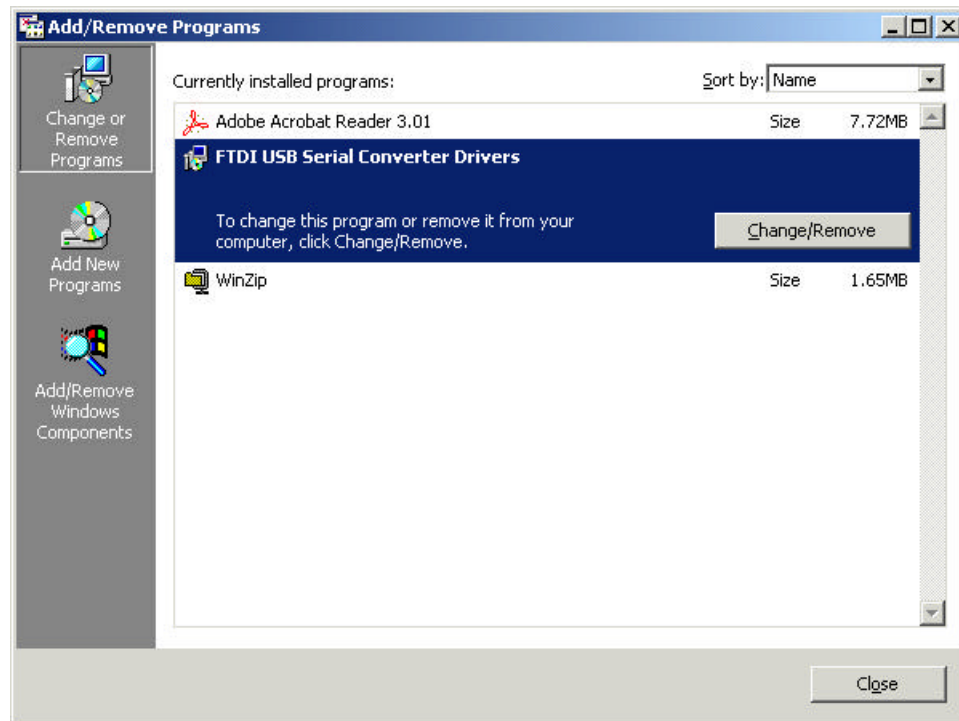 Add/Remove Programs
Change or
Remove
Programs
Add New
Programs
Add/Remove
Windows
Components
Currently installed programs:
Sort by: Name
Adobe Acrobat Reader 3.01 Size 7.72MB
FTDI USB Serial Converter Drivers
To change this program or remove it from your
computer, click Change/Remove.
Change/Remove
WinZip Size 1.65MB
Close